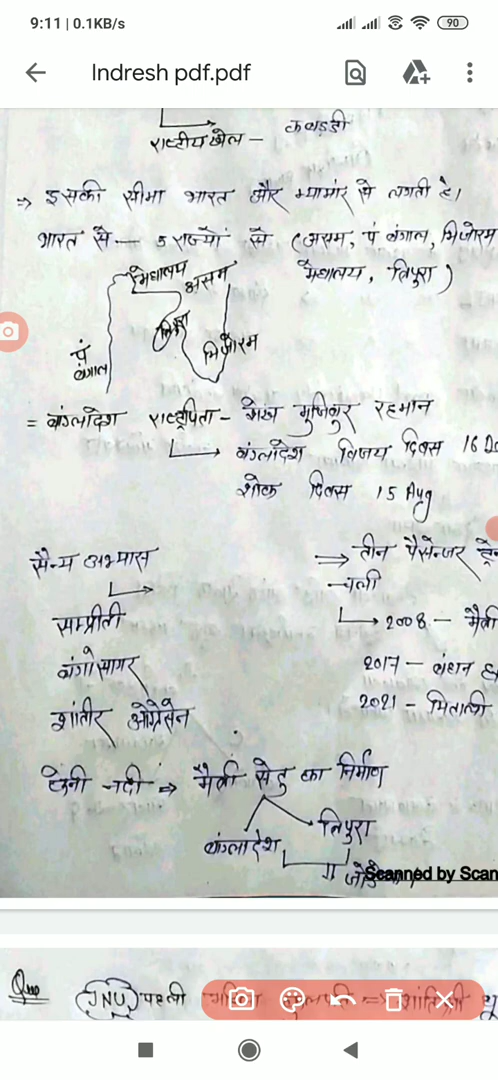 9:11 | 0.1KB/s
90
Indresh pdf.pdf
राष्ट्रीय खेल - कबड्डी
⇒ इसकी सीमा भारत और म्यामांर से लगती है।
भारत से — 5 राज्यों से (असम, पं बंगाल, मिजोरम
मेघालय, त्रिपुरा)
मेघालय असम
त्रिपुरा
पं बंगाल
मिजोरम
= बंग्लादेश राष्ट्रपिता - शेख मुजिबुर रहमान
बंग्लादेश विजय दिवस 16 De
शोक दिवस 15 Aug
सैन्य अभ्यास
सम्प्रीती
बंगोसागर
शांतीर ओग्रेसेन
⇒ तीन पैसेन्जर ट्रेन
चली
2008 - मैत्री
2017 - बंधन
2021 - मिताली
फेनी नदी ⇒ मैत्री सेतु का निर्माण
बंग्लादेश त्रिपुरा
Scanned by Scan
Que JNU पहली